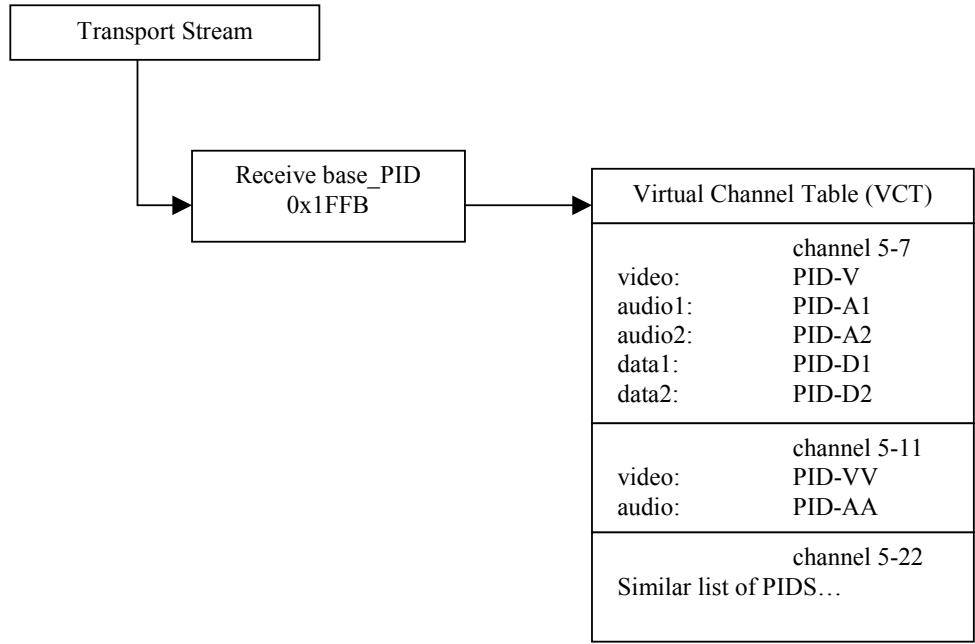 Transport Stream
Receive base_PID
0x1FFB
Virtual Channel Table (VCT)
channel 5-7
video: PID-V
audio1: PID-A1
audio2: PID-A2
data1: PID-D1
data2: PID-D2
channel 5-11
video: PID-VV
audio: PID-AA
channel 5-22
Similar list of PIDS…